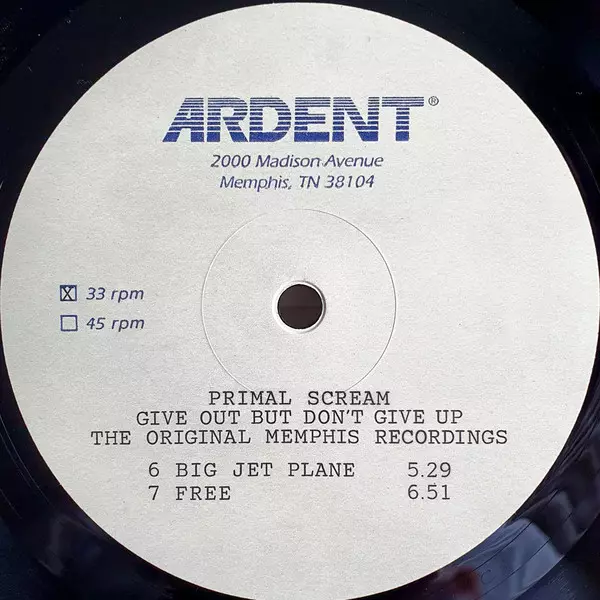 ARDENT®
2000 Madison Avenue
Memphis, TN 38104
33 rpm
45 rpm
PRIMAL SCREAM
GIVE OUT BUT DON'T GIVE UP
THE ORIGINAL MEMPHIS RECORDINGS
6 BIG JET PLANE 5.29
7 FREE 6.51